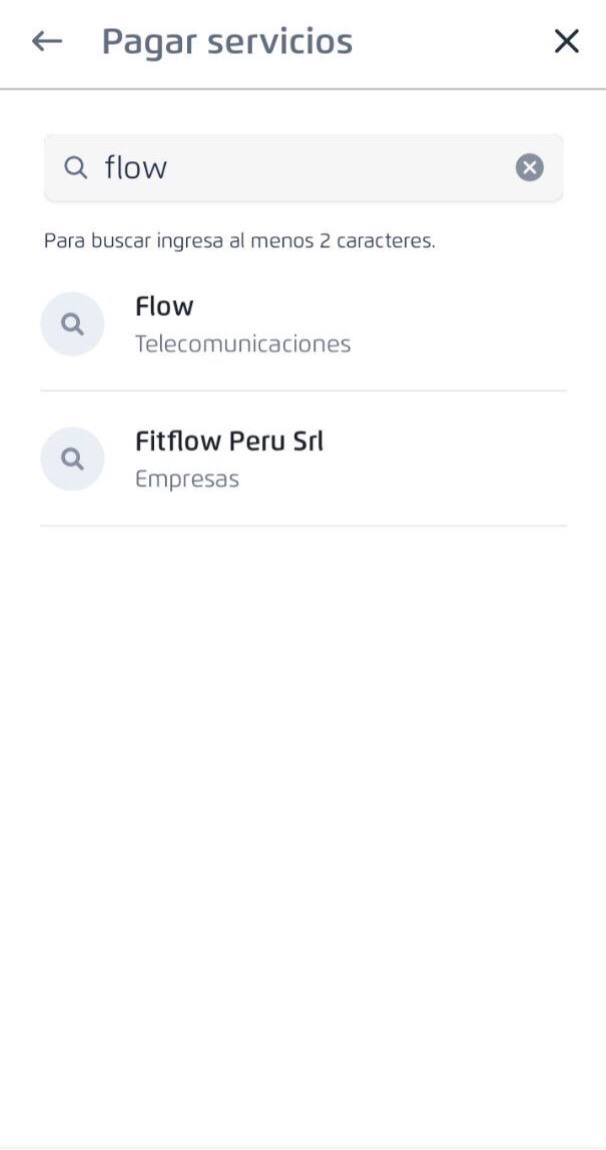 Pagar servicios
flow
Para buscar ingresa al menos 2 caracteres.
Flow
Telecomunicaciones
Fitflow Peru Srl
Empresas